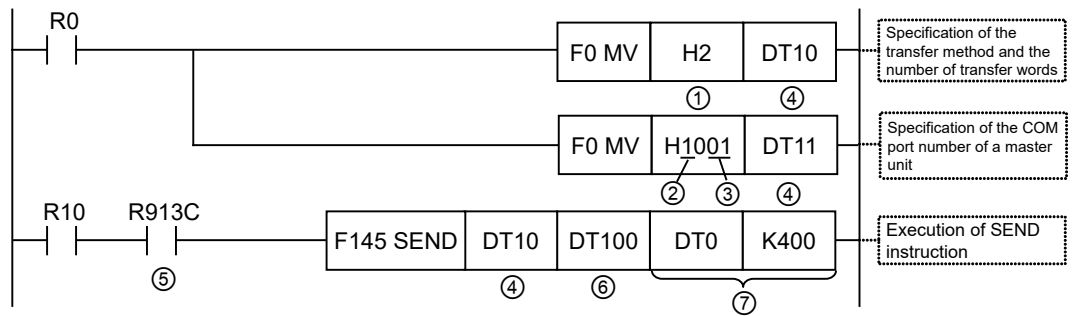 R0
F0 MV H2 DT10
Specification of the
transfer method and the
number of transfer words
① ④
F0 MV H1001 DT11
Specification of the COM
port number of a master
unit
② ③ ④
R10 R913C
F145 SEND DT10 DT100 DT0 K400
Execution of SEND
instruction
⑤ ④ ⑥ ⑦